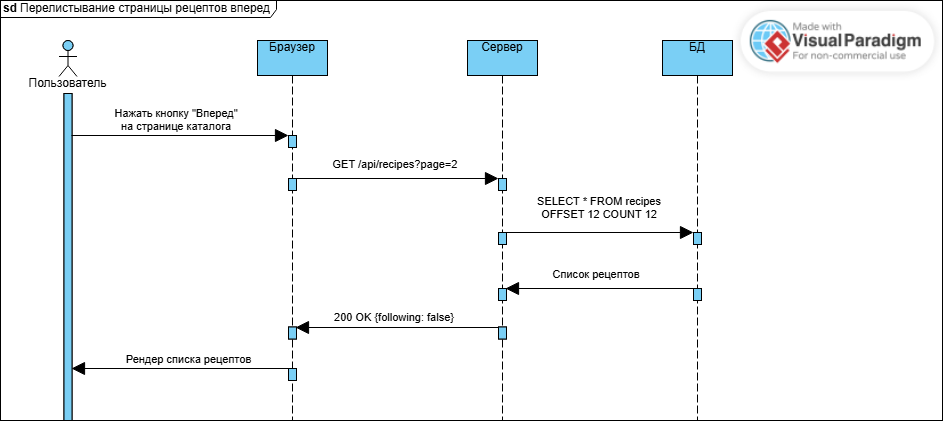 sd Перелистывание страницы рецептов вперед
Made with
Visual Paradigm
For non-commercial use
Пользователь
Браузер
Сервер
БД
Нажать кнопку "Вперед"
на странице каталога
GET /api/recipes?page=2
SELECT * FROM recipes
OFFSET 12 COUNT 12
Список рецептов
200 OK {following: false}
Рендер списка рецептов